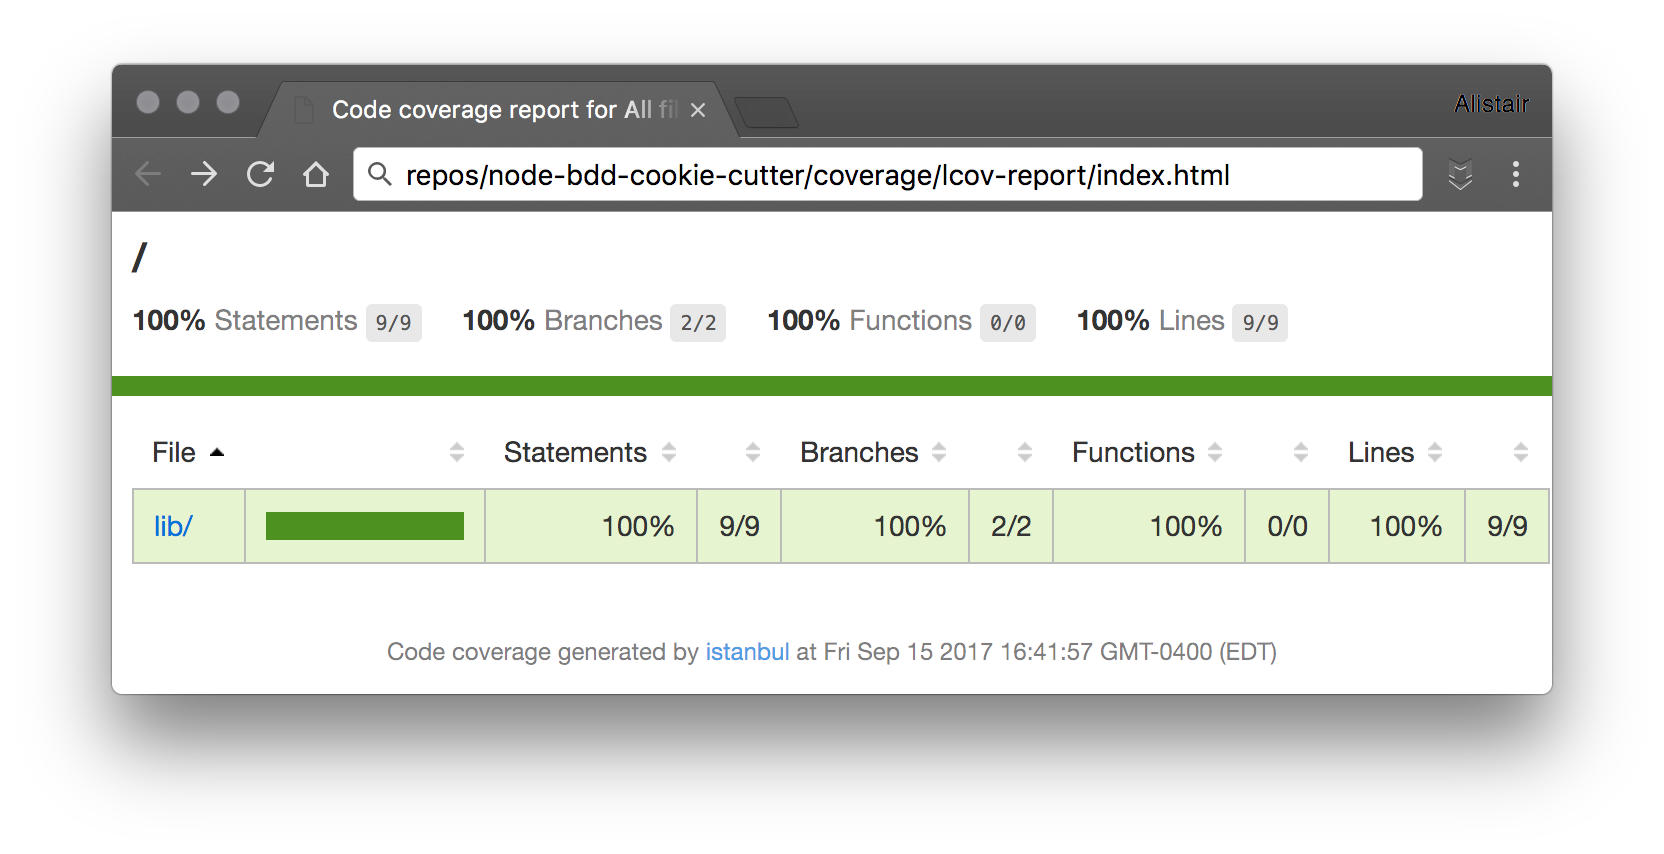 Code coverage report for All fil
Alistair
repos/node-bdd-cookie-cutter/coverage/lcov-report/index.html
/
100% Statements 9/9 100% Branches 2/2 100% Functions 0/0 100% Lines 9/9
File Statements Branches Functions Lines
lib/ 100% 9/9 100% 2/2 100% 0/0 100% 9/9
Code coverage generated by istanbul at Fri Sep 15 2017 16:41:57 GMT-0400 (EDT)